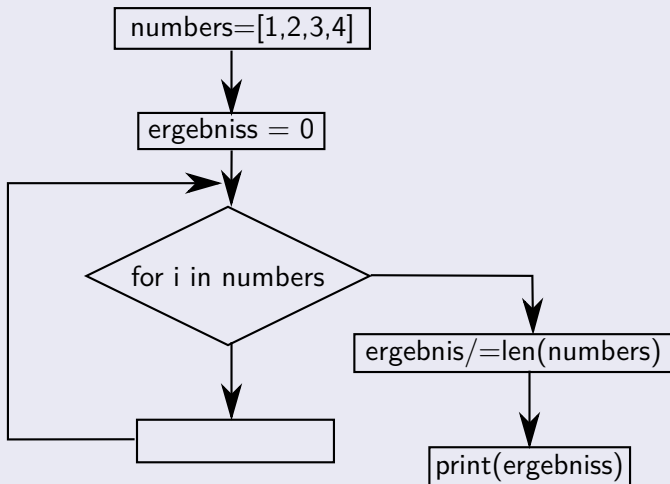 numbers=[1,2,3,4]
ergebniss = 0
for i in numbers
ergebnis/=len(numbers)
print(ergebniss)